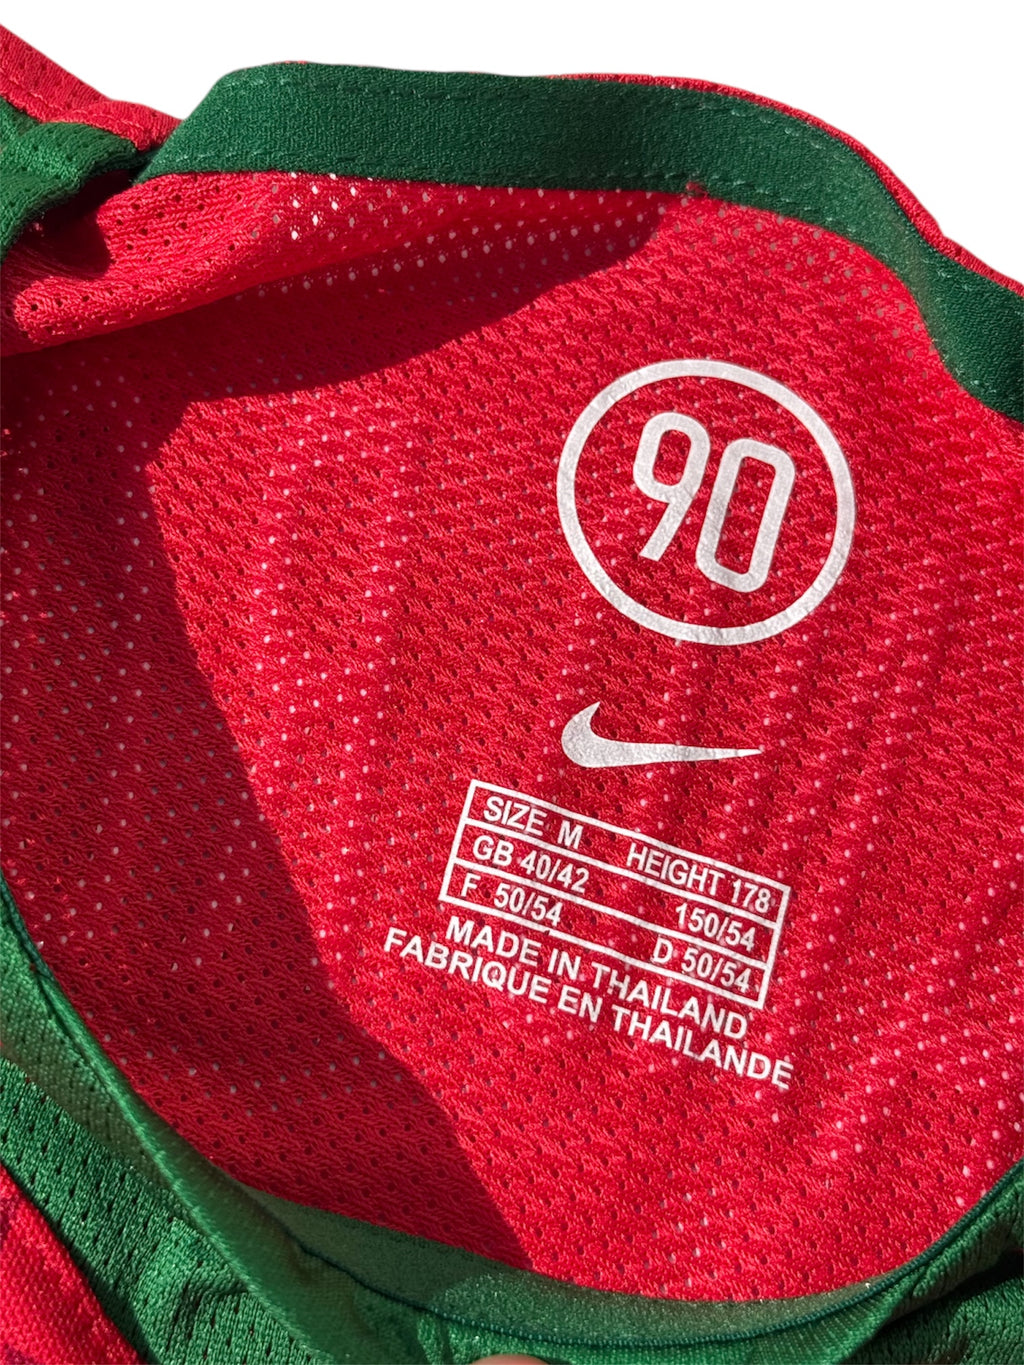 90
SIZE M HEIGHT 178
GB 40/42 150/54
F 50/54 D 50/54
MADE IN THAILAND
FABRIQUE EN THAILANDE